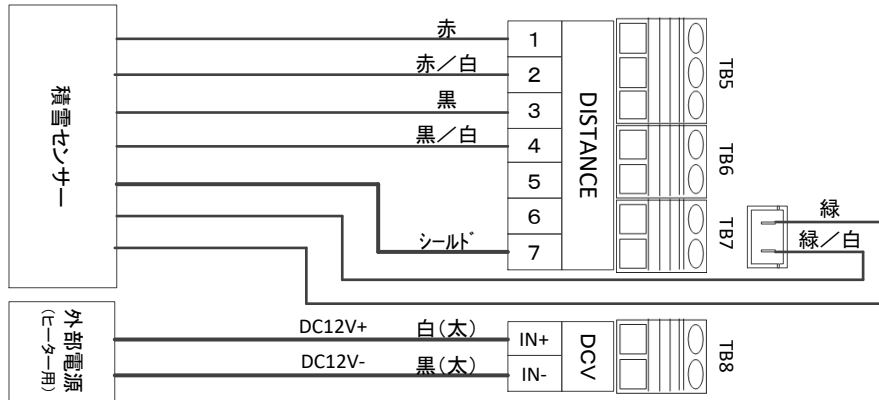 積雪センサー
赤
赤／白
黒
黒／白
シールド
1
2
3
4
5
6
7
DISTANCE
TB5
TB6
TB7
緑
緑／白
外部電源
(ヒーター用)
DC12V+
白(太)
DC12V-
黒(太)
IN+
IN-
DCV
TB8